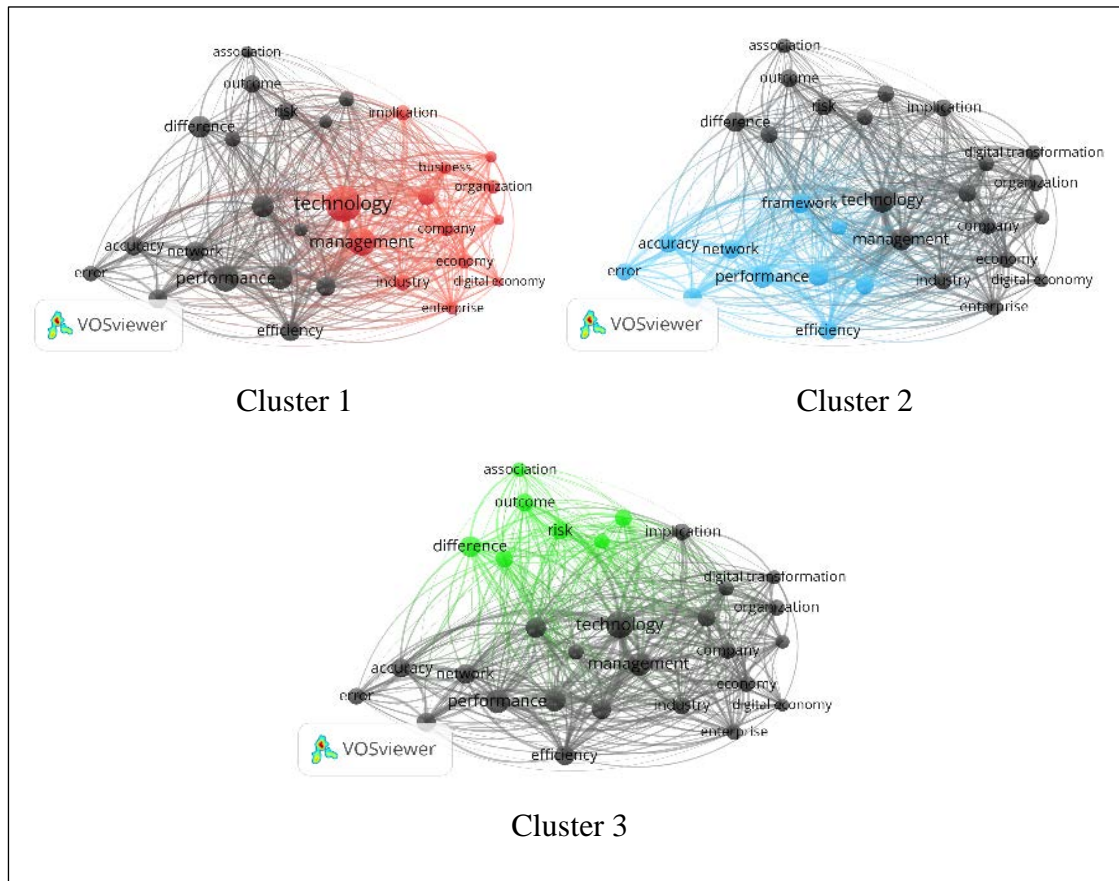 association
outcome
risk
implication
difference
business
organization
technology
company
management
accuracy
network
economy
error
performance
industry
digital economy
enterprise
VOSviewer
efficiency
Cluster 1
association
outcome
risk
implication
difference
digital transformation
organization
framework
technology
company
management
accuracy
network
economy
error
performance
industry
digital economy
enterprise
VOSviewer
efficiency
Cluster 2
association
outcome
risk
implication
difference
digital transformation
organization
technology
company
management
accuracy
network
economy
error
performance
industry
digital economy
enterprise
VOSviewer
efficiency
Cluster 3